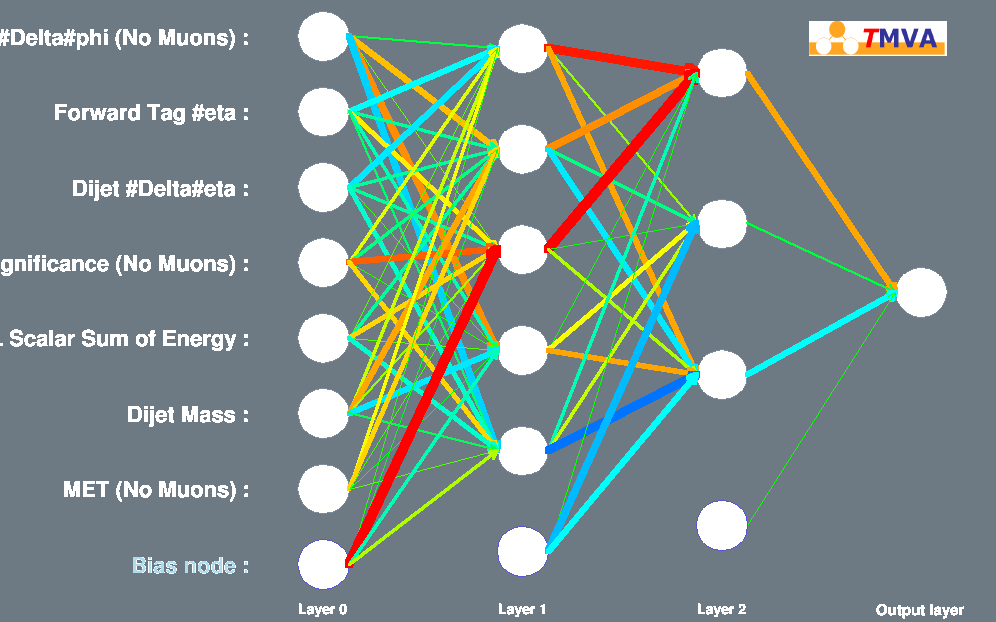 #Delta#phi (No Muons) :
TMVA
Forward Tag #eta :
Dijet #Delta#eta :
gnificance (No Muons) :
. Scalar Sum of Energy :
Dijet Mass :
MET (No Muons) :
Bias node :
Layer 0
Layer 1
Layer 2
Output layer